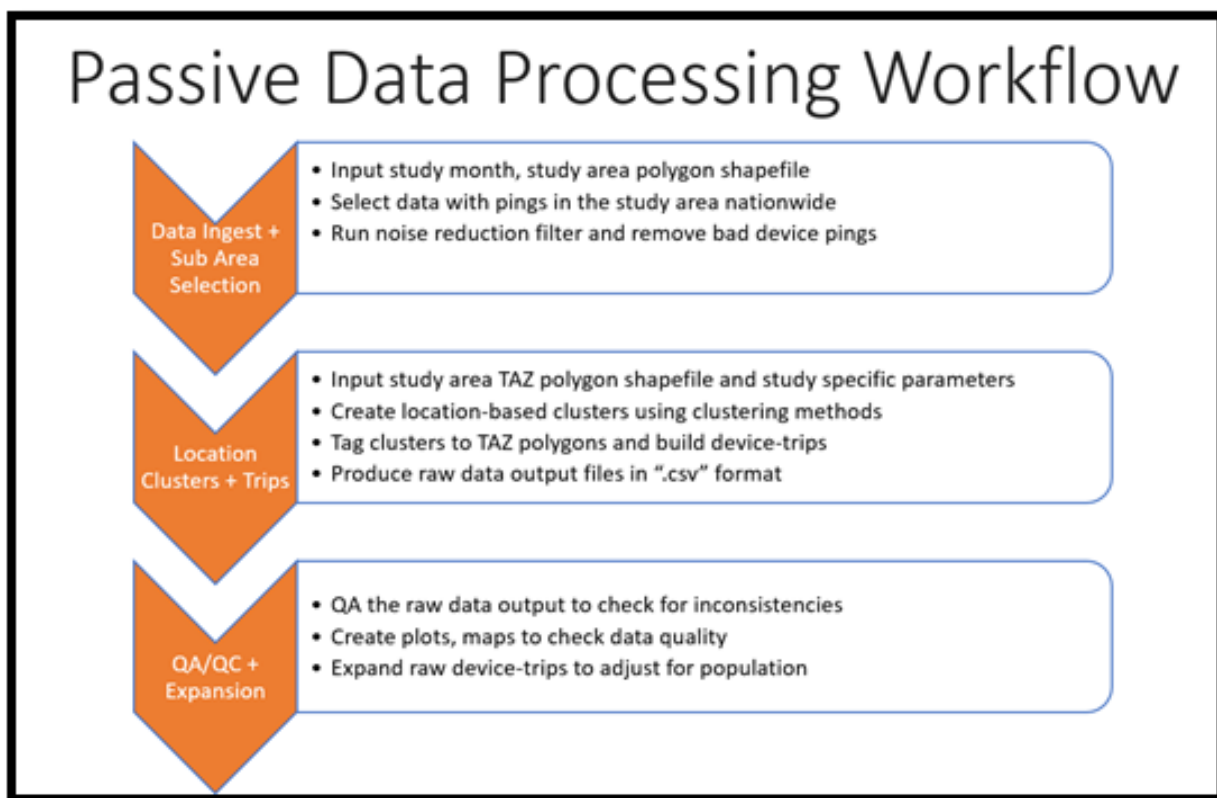 Passive Data Processing Workflow
Data Ingest +
Sub Area
Selection
• Input study month, study area polygon shapefile
• Select data with pings in the study area nationwide
• Run noise reduction filter and remove bad device pings
Location
Clusters + Trips
• Input study area TAZ polygon shapefile and study specific parameters
• Create location-based clusters using clustering methods
• Tag clusters to TAZ polygons and build device-trips
• Produce raw data output files in “.csv” format
QA/QC +
Expansion
• QA the raw data output to check for inconsistencies
• Create plots, maps to check data quality
• Expand raw device-trips to adjust for population